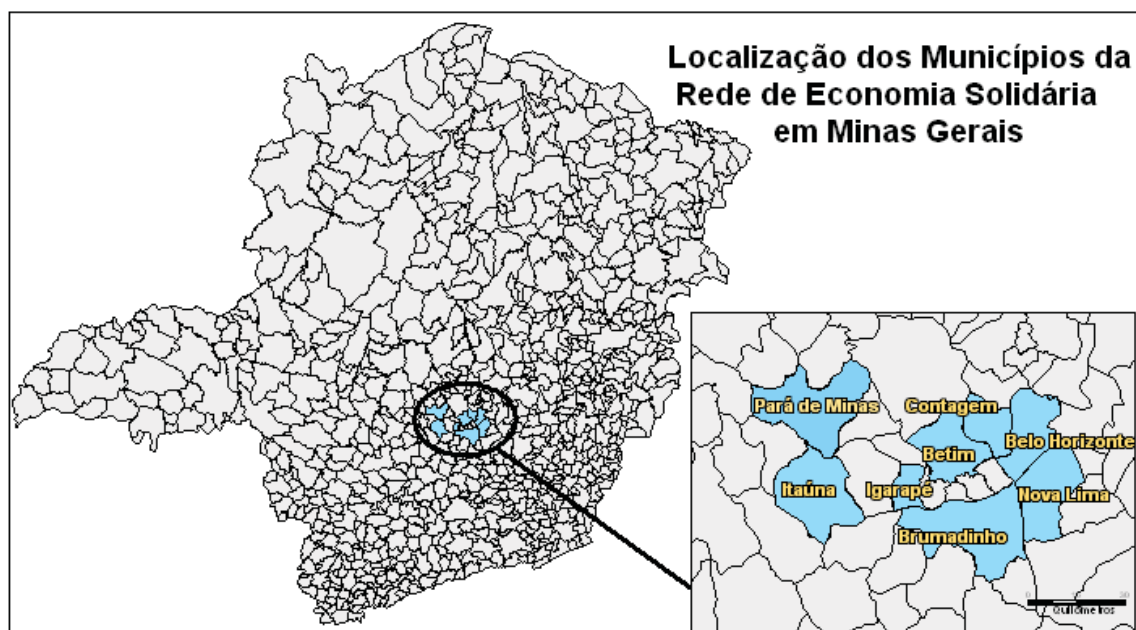 Localização dos Municípios da
Rede de Economia Solidária
em Minas Gerais
Pará de Minas
Contagem
Belo Horizonte
Betim
Itaúna
Igarapé
Nova Lima
Brumadinho
Quilômetros